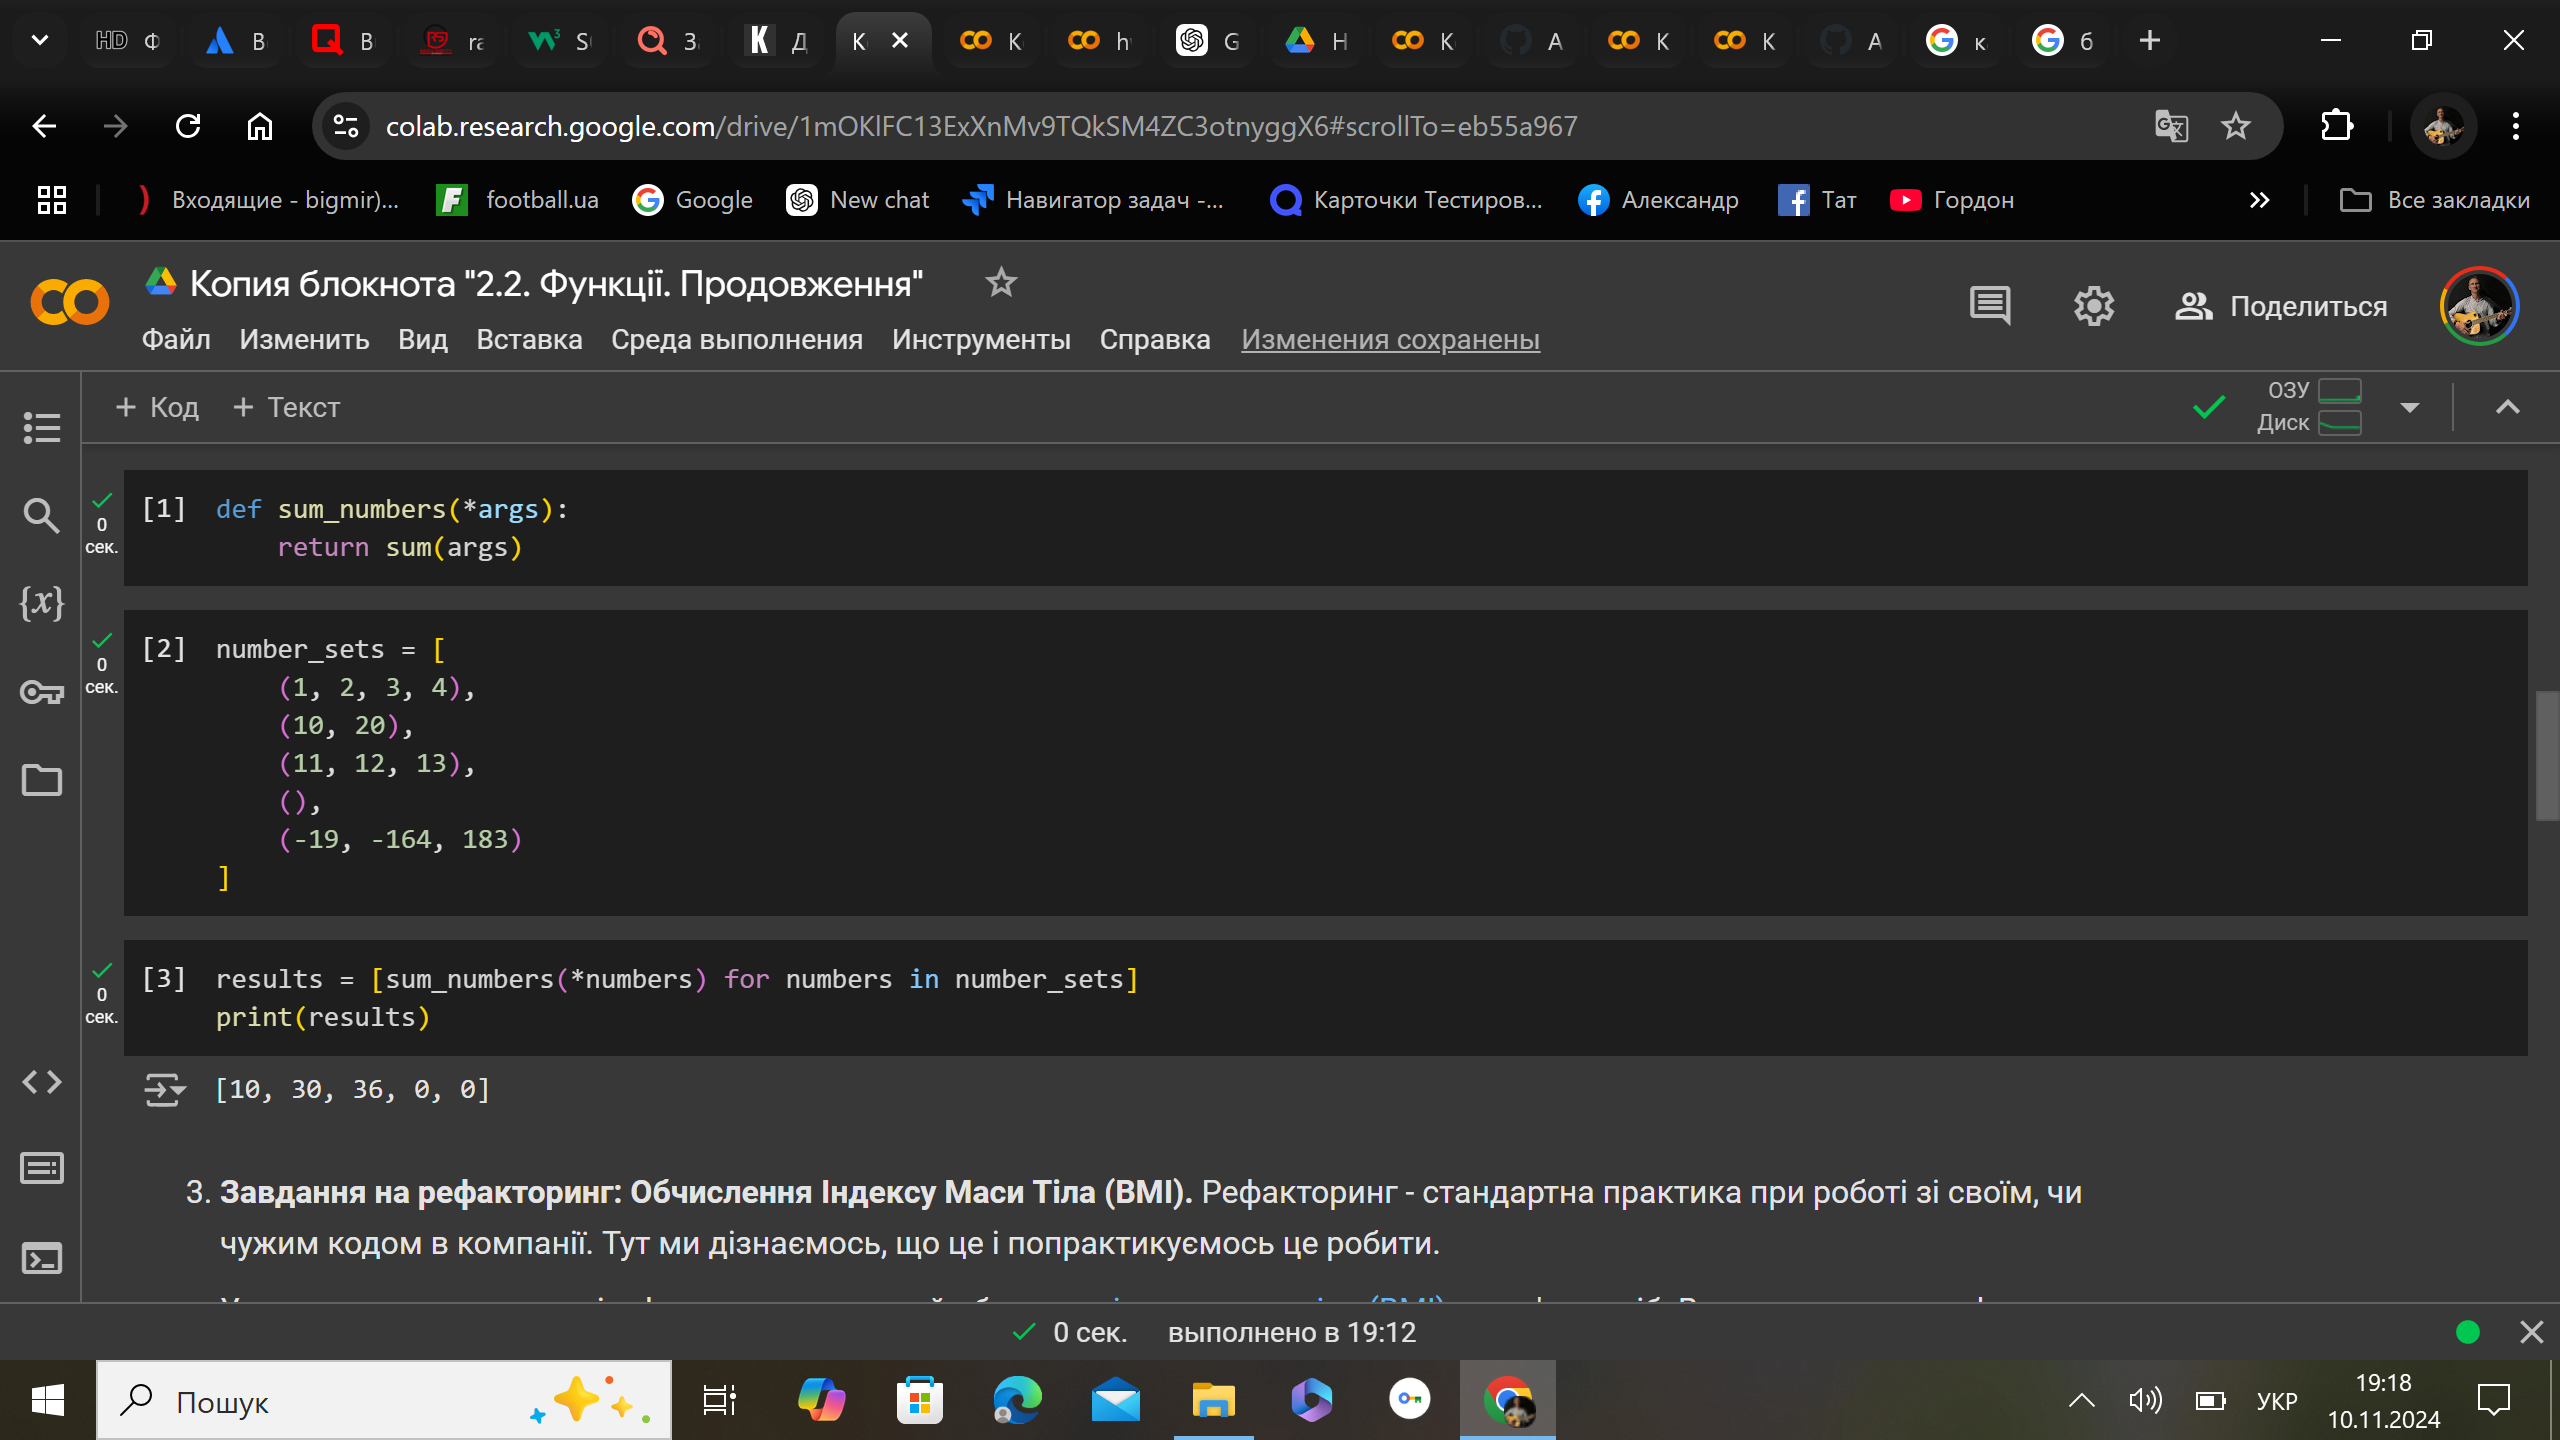 HD Ф
В
В
ra
S
З
K Д
К
К
h
G
Н
К
А
К
К
А
к
б
colab.research.google.com/drive/1mOKlFC13ExXnMv9TQkSM4ZC3otnyggX6#scrollTo=eb55a967
Входящие - bigmir)...
football.ua
Google
New chat
Навигатор задач -...
Карточки Тестиров...
Александр
Тат
Гордон
Все закладки
Копия блокнота "2.2. Функції. Продовження"
Файл Изменить Вид Вставка Среда выполнения Инструменты Справка Изменения сохранены
Поделиться
+ Код + Текст
ОЗУ
Диск
0
сек.
[1] def sum_numbers(*args):
return sum(args)
0
сек.
[2] number_sets = [
(1, 2, 3, 4),
(10, 20),
(11, 12, 13),
(),
(-19, -164, 183)
]
0
сек.
[3] results = [sum_numbers(*numbers) for numbers in number_sets]
print(results)
[10, 30, 36, 0, 0]
3. Завдання на рефакторинг: Обчислення Індексу Маси Тіла (BMI). Рефакторинг - стандартна практика при роботі зі своїм, чи
чужим кодом в компанії. Тут ми дізнаємось, що це і попрактикуємось це робити.
0 сек. выполнено в 19:12
Пошук
УКР
19:18
10.11.2024